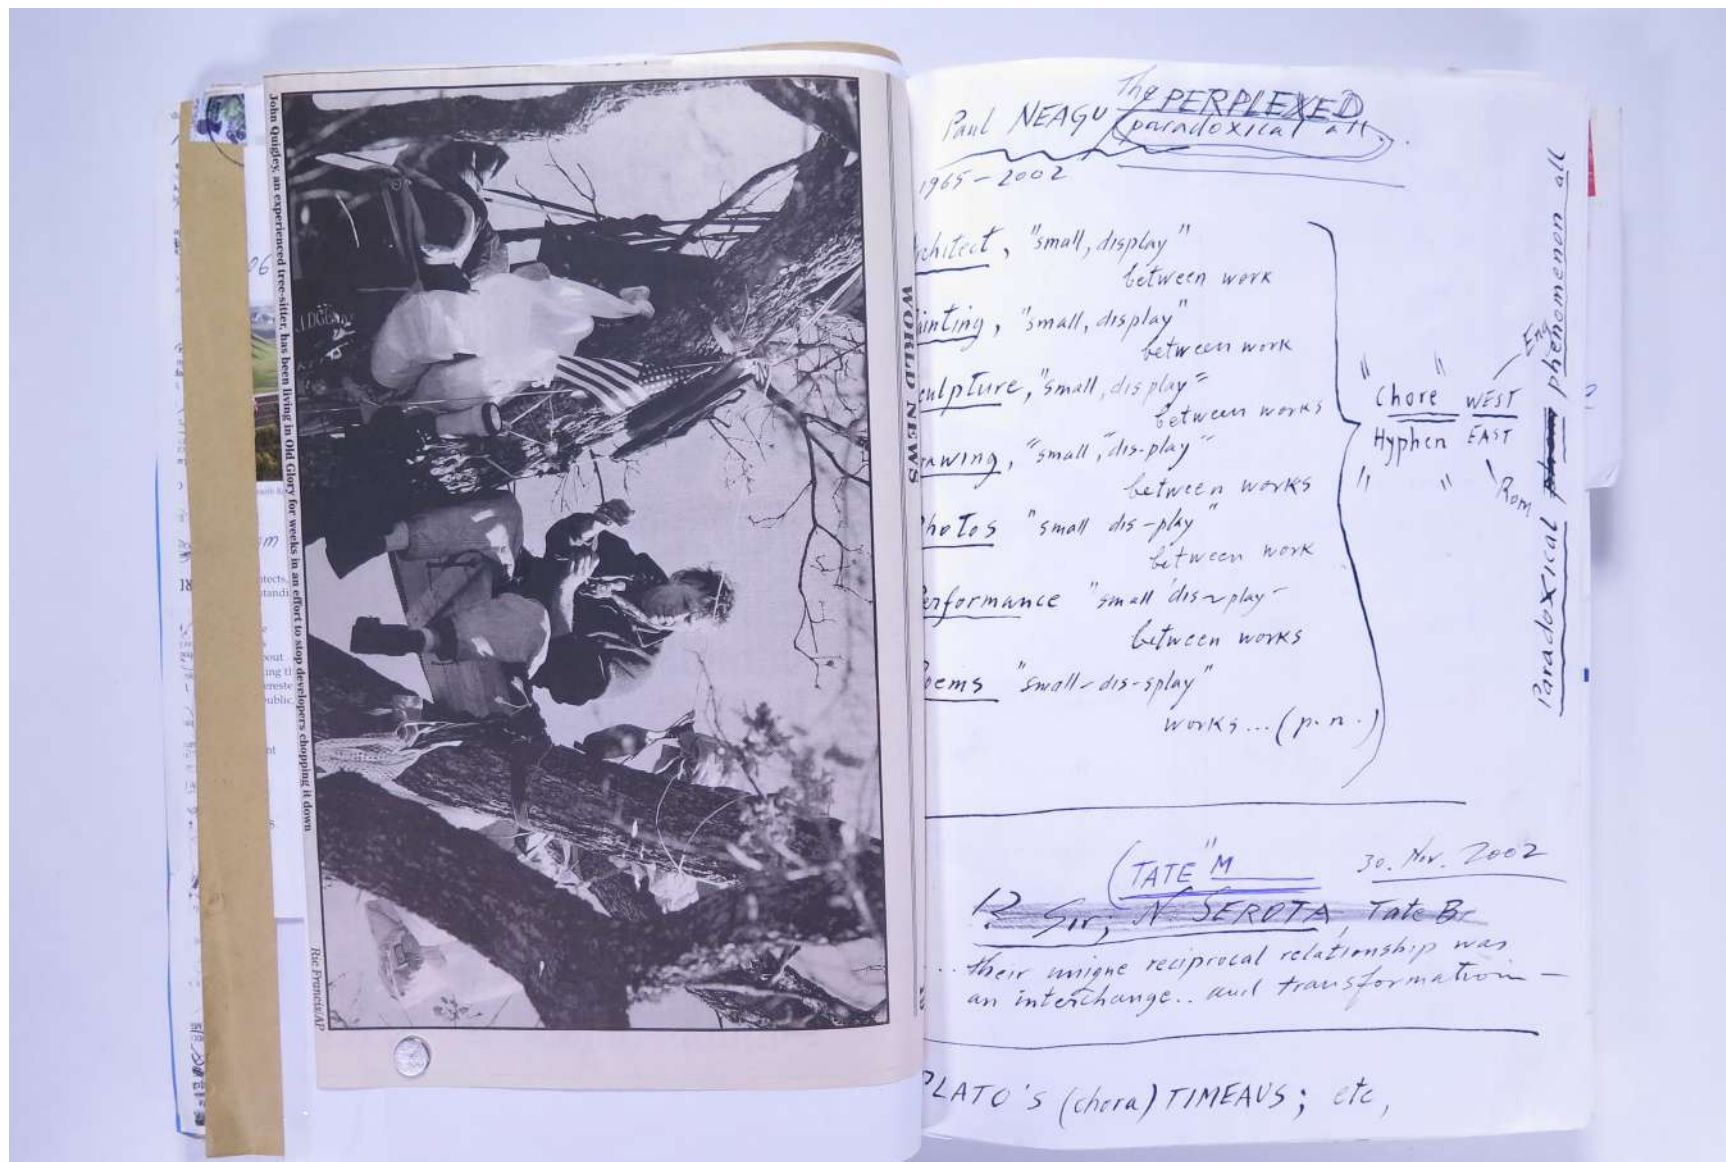 John Quigley, an experienced tree-sitter, has been living in Old Glory for weeks in an effort to stop developers chopping it down
Ric Francis/AP
WORLD NEWS
The PERPLEXED
Paul NEAGU (paradoxical all.)
1965-2002
chitect, "small, display"
between work
inting, "small, display"
between work
culpture, "small, display"
between works
awing, "small, "dis-play"
between works
hotos "small dis-play"
between work
erformance "small dis-play-
between works
oems "small-dis-splay"
works...(p.n.)
" "
Chore WEST
Hyphen EAST
" "
Eng
Rom
Paradoxical phenomenon all
(TATE "M
30. Nov. 2002
Sir; N. SEROTA, Tate Br
... their unique reciprocal relationship was
an interchange.. and transformation —
PLATO'S (chora) TIMEAUS; etc,